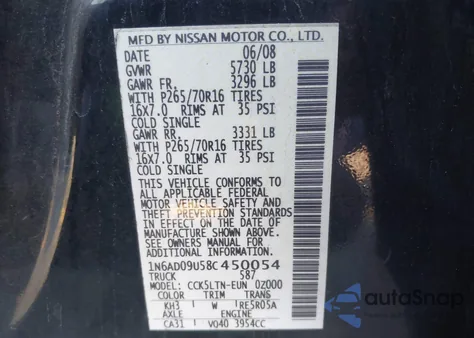 MFD BY NISSAN MOTOR CO., LTD.
DATE 06/08
GVWR 5730 LB
GAWR FR. 3296 LB
WITH P265/70R16 TIRES
16X7.0 RIMS AT 35 PSI
COLD SINGLE
GAWR RR. 3331 LB
WITH P265/70R16 TIRES
16X7.0 RIMS AT 35 PSI
COLD SINGLE
THIS VEHICLE CONFORMS TO
ALL APPLICABLE FEDERAL
MOTOR VEHICLE SAFETY AND
THEFT PREVENTION STANDARDS
IN EFFECT ON THE DATE OF
MANUFACTURE SHOWN ABOVE.
SEE OWNER'S MANUAL FOR
ADDITIONAL INFORMATION
1N6AD09U58C450054
TRUCK 587
MODEL CCK5LTN-EUN 0Z000
COLOR TRIM TRANS
KH3 W RE5R05A
AXLE ENGINE
CA31 VQ40 3954CC
autoSnap